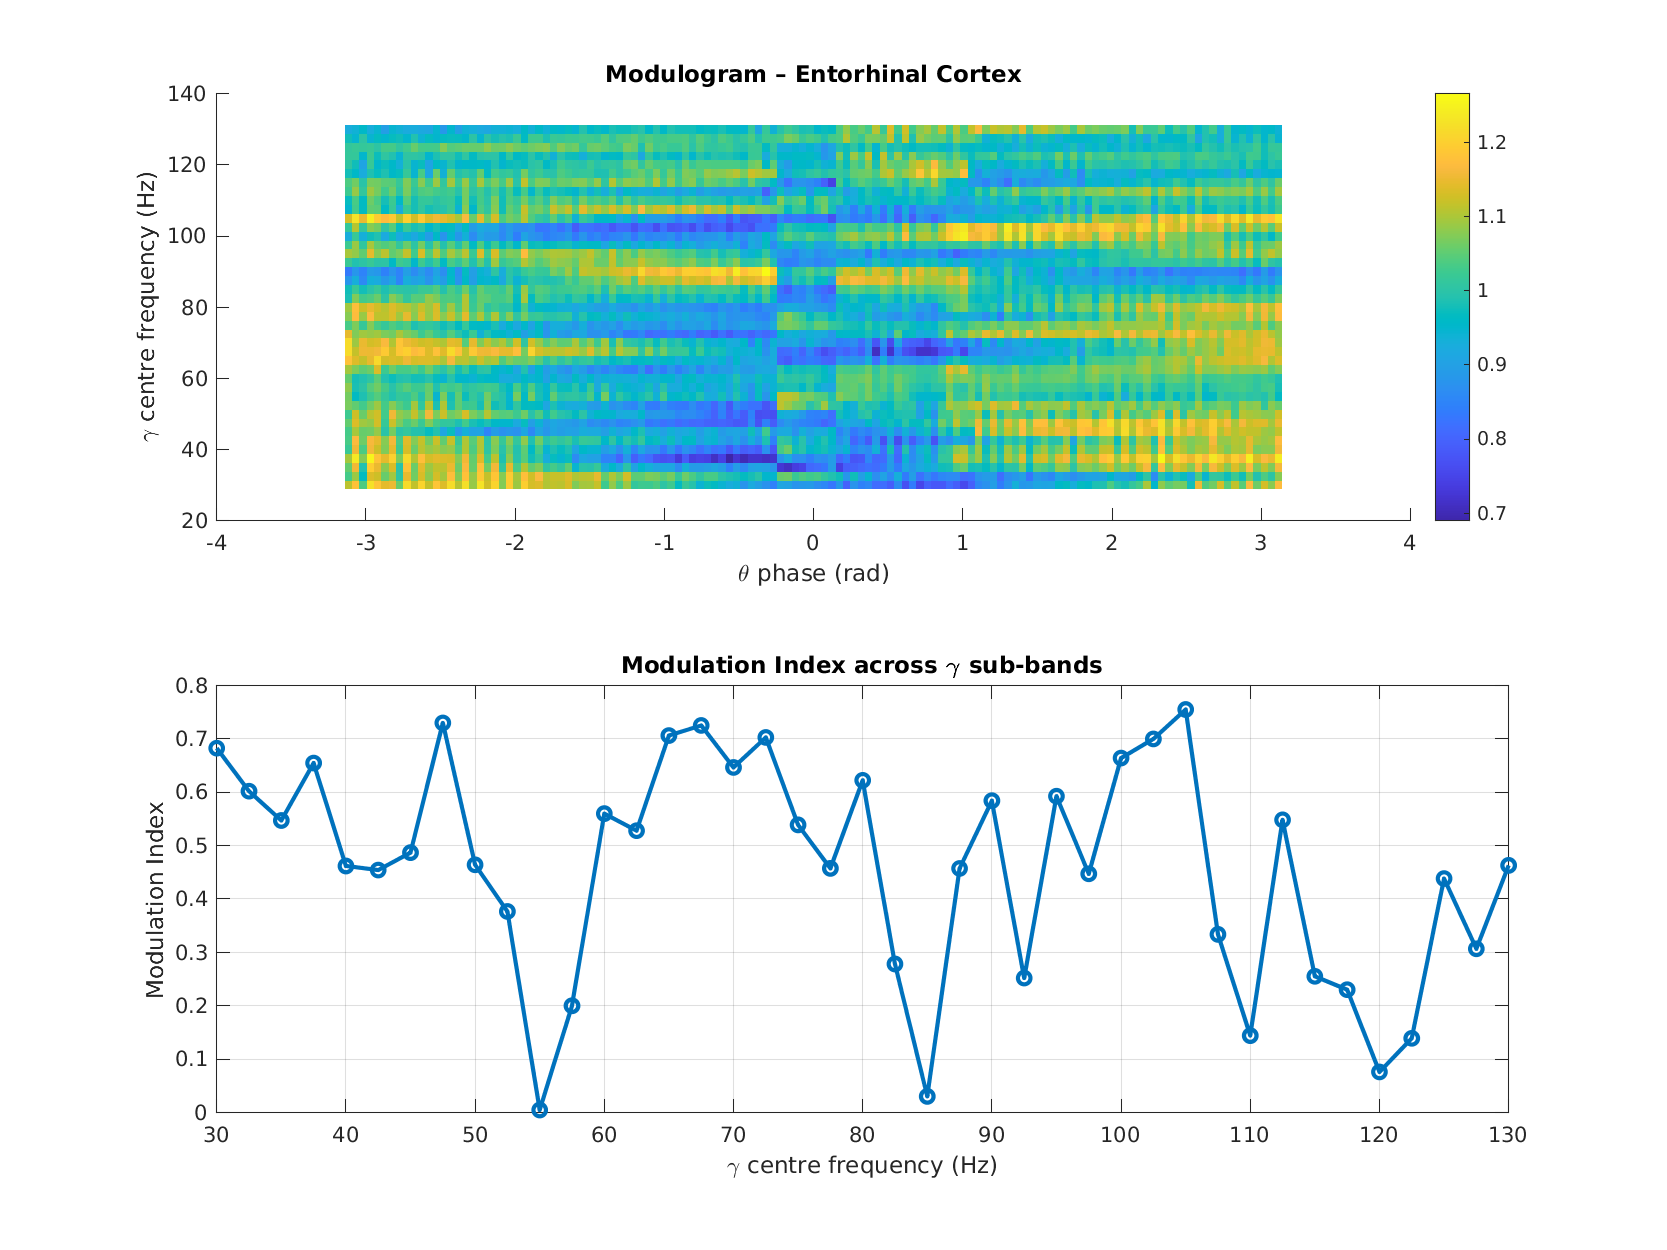 Modulogram – Entorhinal Cortex
140
120
100
80
60
40
20
γ centre frequency (Hz)
-4 -3 -2 -1 0 1 2 3 4
θ phase (rad)
1.2
1.1
1
0.9
0.8
0.7
Modulation Index across γ sub-bands
0.8
0.7
0.6
0.5
0.4
0.3
0.2
0.1
0
Modulation Index
30 40 50 60 70 80 90 100 110 120 130
γ centre frequency (Hz)